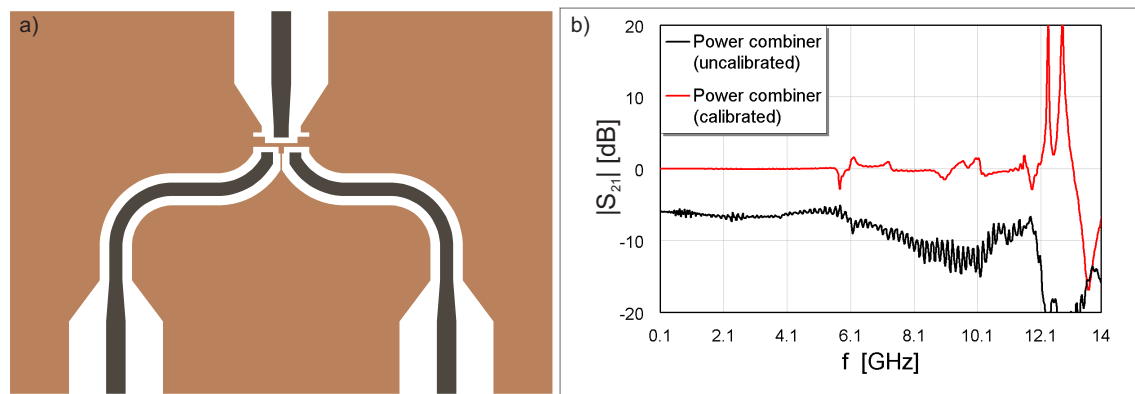 a)
b)
Power combiner
(uncalibrated)
Power combiner
(calibrated)
|S21| [dB]
20
10
0
-10
-20
0.1 2.1 4.1 6.1 8.1 10.1 12.1 14
f [GHz]